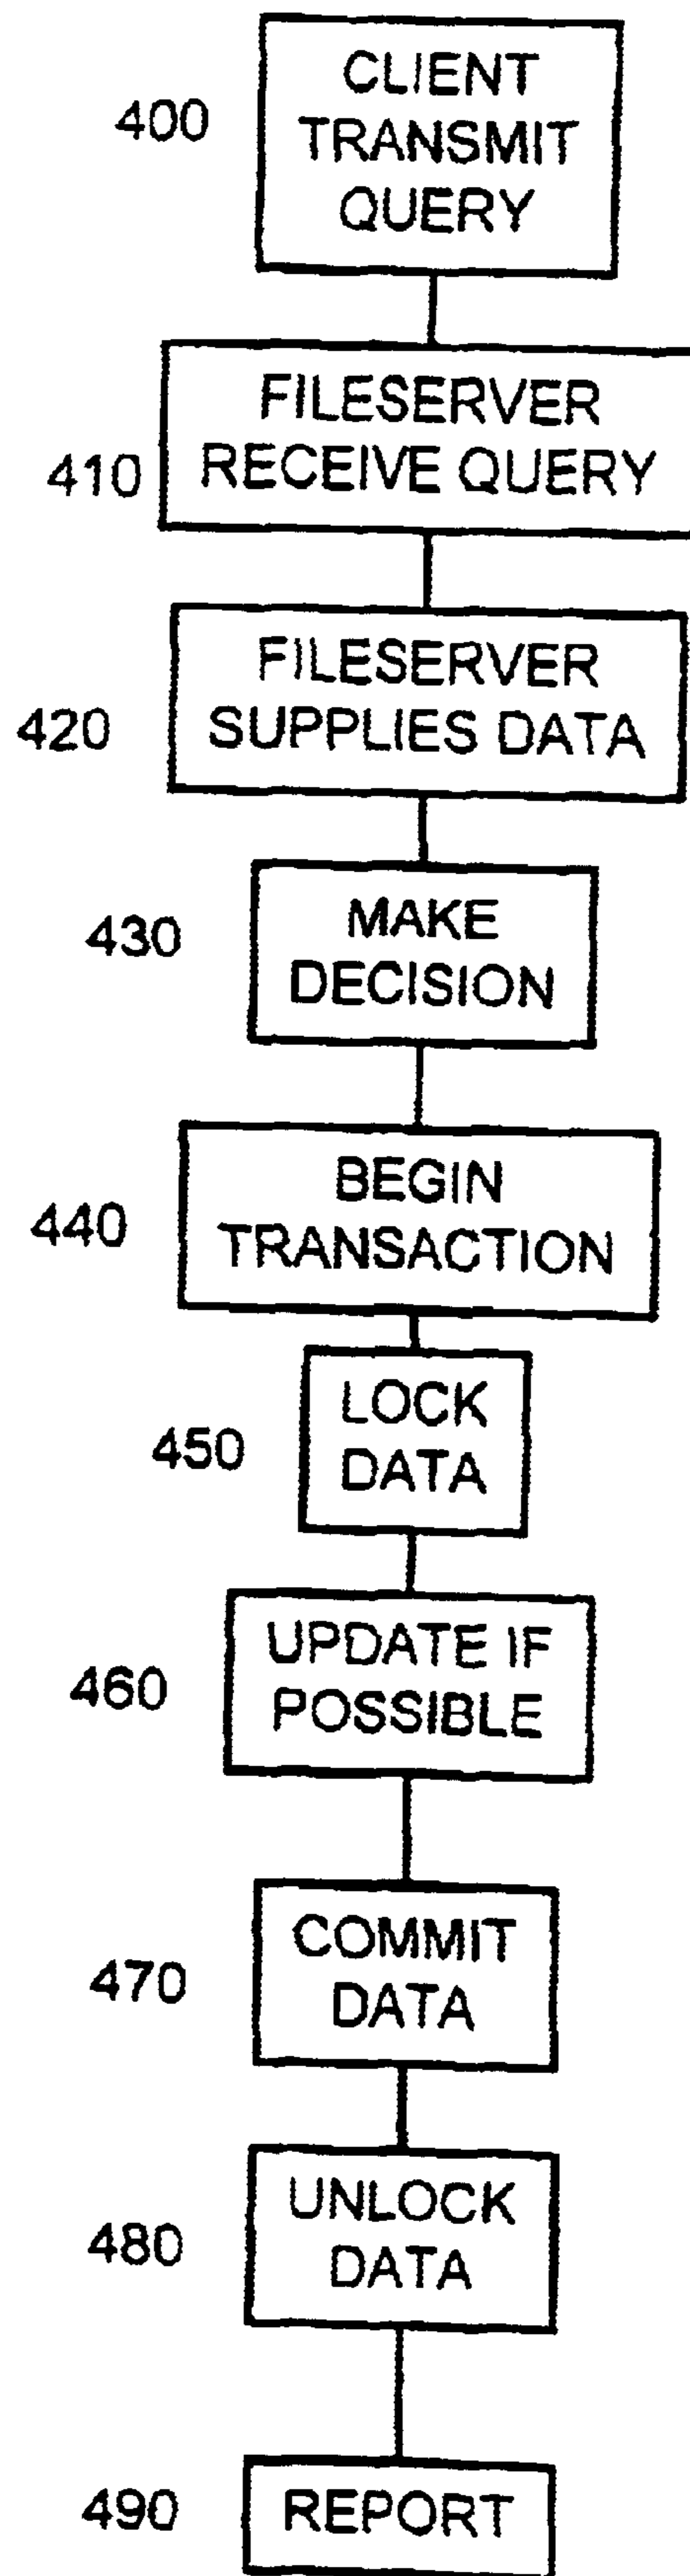 400
CLIENT
TRANSMIT
QUERY
410
FILESERVER
RECEIVE QUERY
420
FILESERVER
SUPPLIES DATA
430
MAKE
DECISION
440
BEGIN
TRANSACTION
450
LOCK
DATA
460
UPDATE IF
POSSIBLE
470
COMMIT
DATA
480
UNLOCK
DATA
490
REPORT